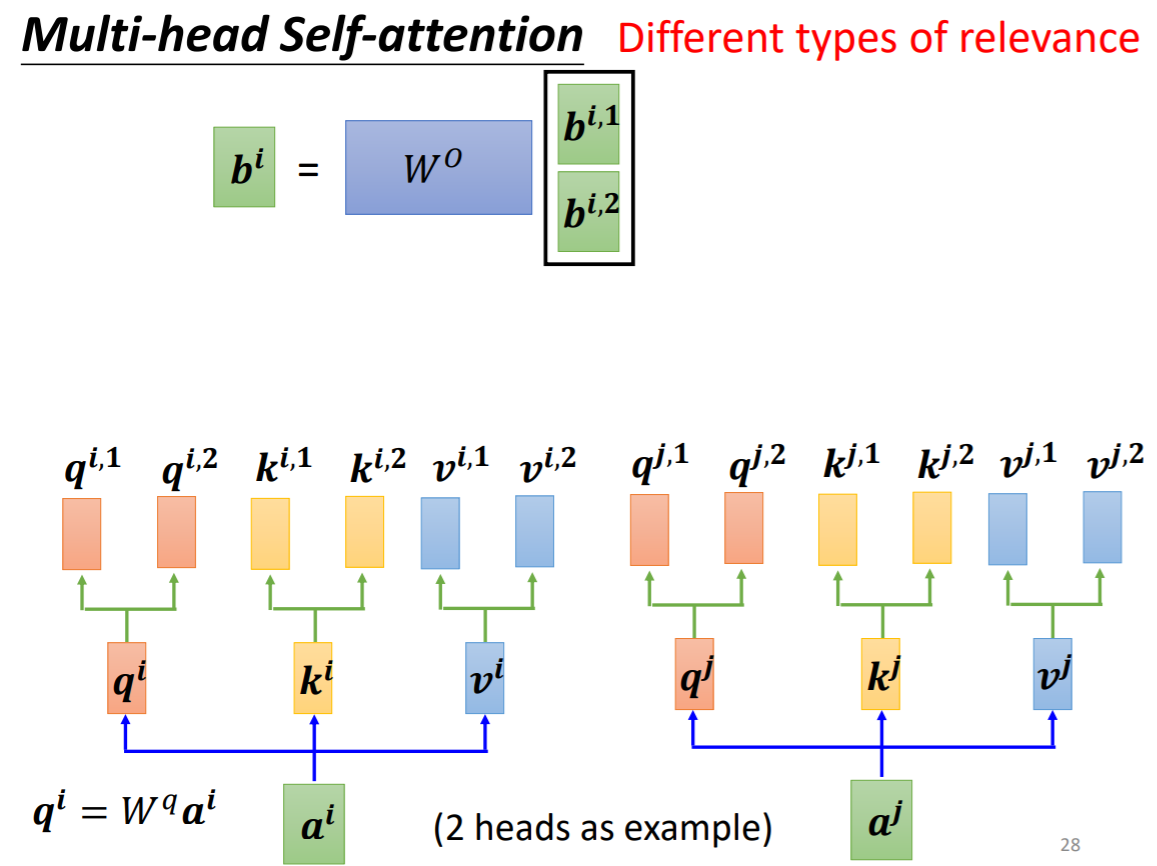 Multi-head Self-attention Different types of relevance
b^{i,1}
b^i = W^O
b^{i,2}
q^{i,1} q^{i,2} k^{i,1} k^{i,2} v^{i,1} v^{i,2} q^{j,1} q^{j,2} k^{j,1} k^{j,2} v^{j,1} v^{j,2}
q^i k^i v^i q^j k^j v^j
q^i = W^q a^i a^i (2 heads as example) a^j
28